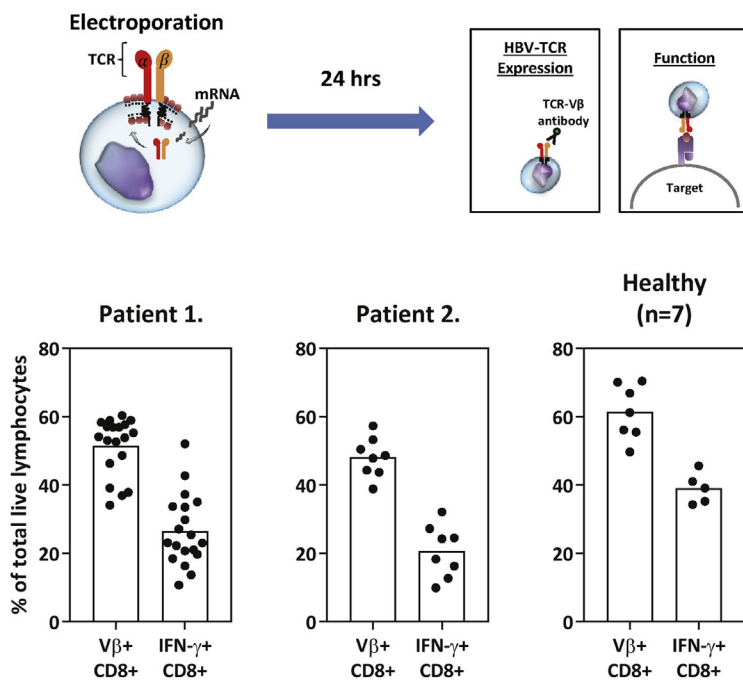 Electroporation
TCR
α β
mRNA
24 hrs
HBV-TCR
Expression
TCR-Vβ
antibody
Function
Target
Patient 1.
Patient 2.
Healthy
(n=7)
% of total live lymphocytes
80
60
40
20
0
Vβ+
CD8+
IFN-γ+
CD8+
80
60
40
20
0
Vβ+
CD8+
IFN-γ+
CD8+
80
60
40
20
0
Vβ+
CD8+
IFN-γ+
CD8+